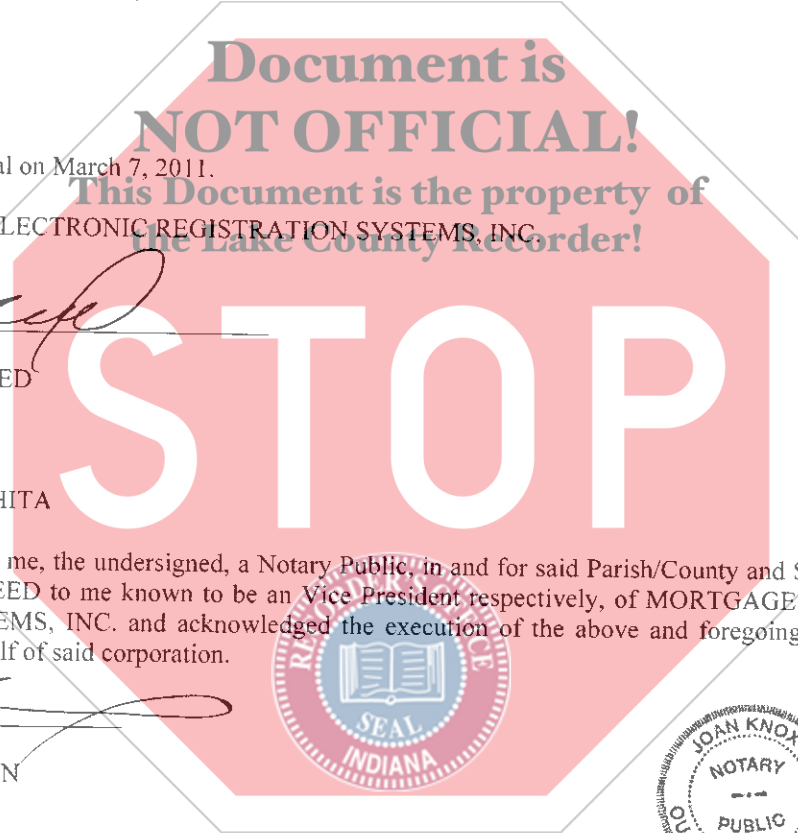 Document is
NOT OFFICIAL!
al on March 7, 2011.
This Document is the property of
LECTRONIC REGISTRATION SYSTEMS, INC.
the Lake County Recorder!
STOP
ED
HITA
me, the undersigned, a Notary Public, in and for said Parish/County and S
EED to me known to be an Vice President respectively, of MORTGAGE
EMS, INC. and acknowledged the execution of the above and foregoing
lf of said corporation.
RECORDER'S OFFICE
SEAL
INDIANA
N
JOAN KNOX
NOTARY
PUBLIC
OU